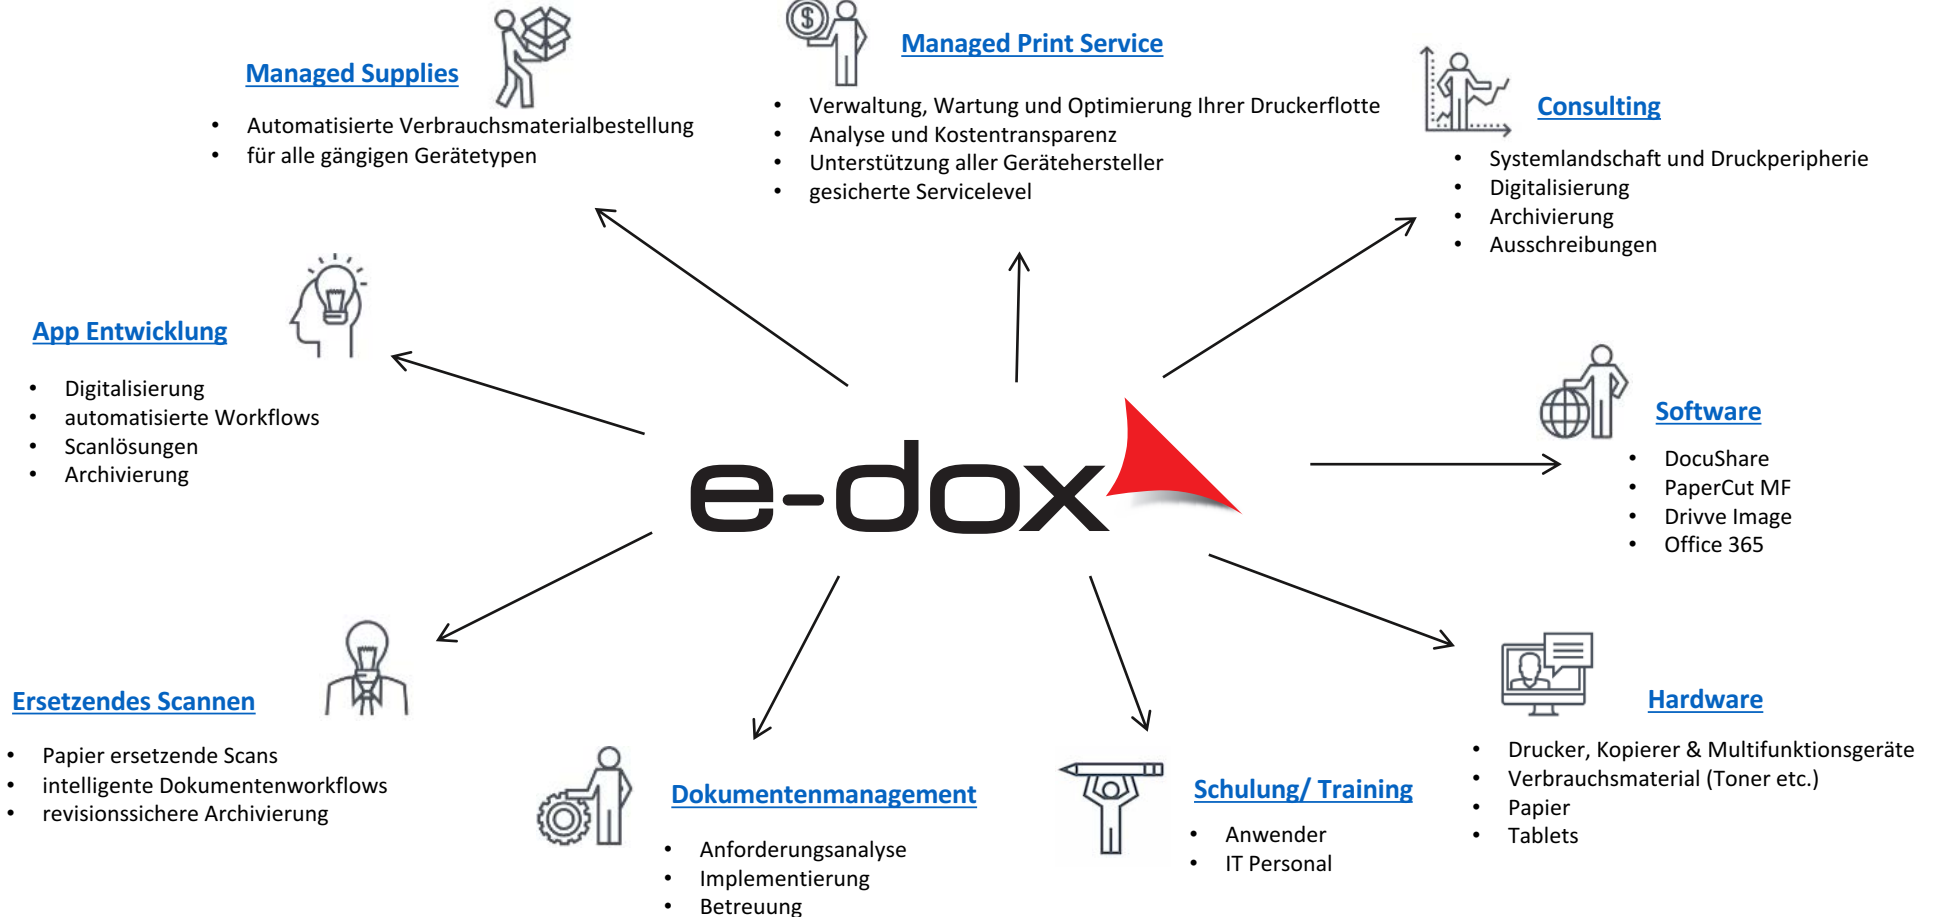 Managed Supplies
• Automatisierte Verbrauchsmaterialbestellung
• für alle gängigen Gerätetypen
$
Managed Print Service
• Verwaltung, Wartung und Optimierung Ihrer Druckerflotte
• Analyse und Kostentransparenz
• Unterstützung aller Gerätehersteller
• gesicherte Servicelevel
Consulting
• Systemlandschaft und Druckperipherie
• Digitalisierung
• Archivierung
• Ausschreibungen
App Entwicklung
• Digitalisierung
• automatisierte Workflows
• Scanlösungen
• Archivierung
e-dox
Software
• DocuShare
• PaperCut MF
• Drivve Image
• Office 365
Ersetzendes Scannen
• Papier ersetzende Scans
• intelligente Dokumentenworkflows
• revisionssichere Archivierung
Dokumentenmanagement
• Anforderungsanalyse
• Implementierung
• Betreuung
Schulung/ Training
• Anwender
• IT Personal
Hardware
• Drucker, Kopierer & Multifunktionsgeräte
• Verbrauchsmaterial (Toner etc.)
• Papier
• Tablets